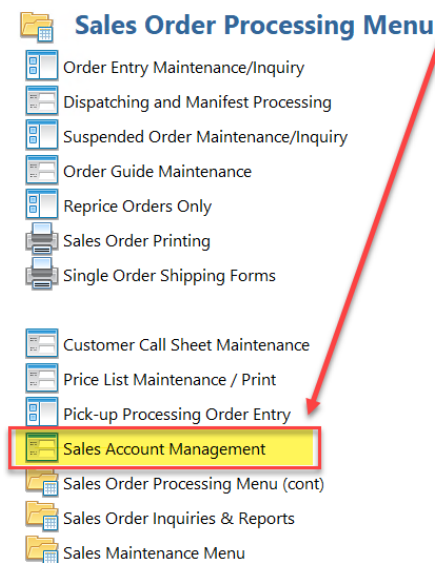 Sales Order Processing Menu
Order Entry Maintenance/Inquiry
Dispatching and Manifest Processing
Suspended Order Maintenance/Inquiry
Order Guide Maintenance
Reprice Orders Only
Sales Order Printing
Single Order Shipping Forms
Customer Call Sheet Maintenance
Price List Maintenance / Print
Pick-up Processing Order Entry
Sales Account Management
Sales Order Processing Menu (cont)
Sales Order Inquiries & Reports
Sales Maintenance Menu